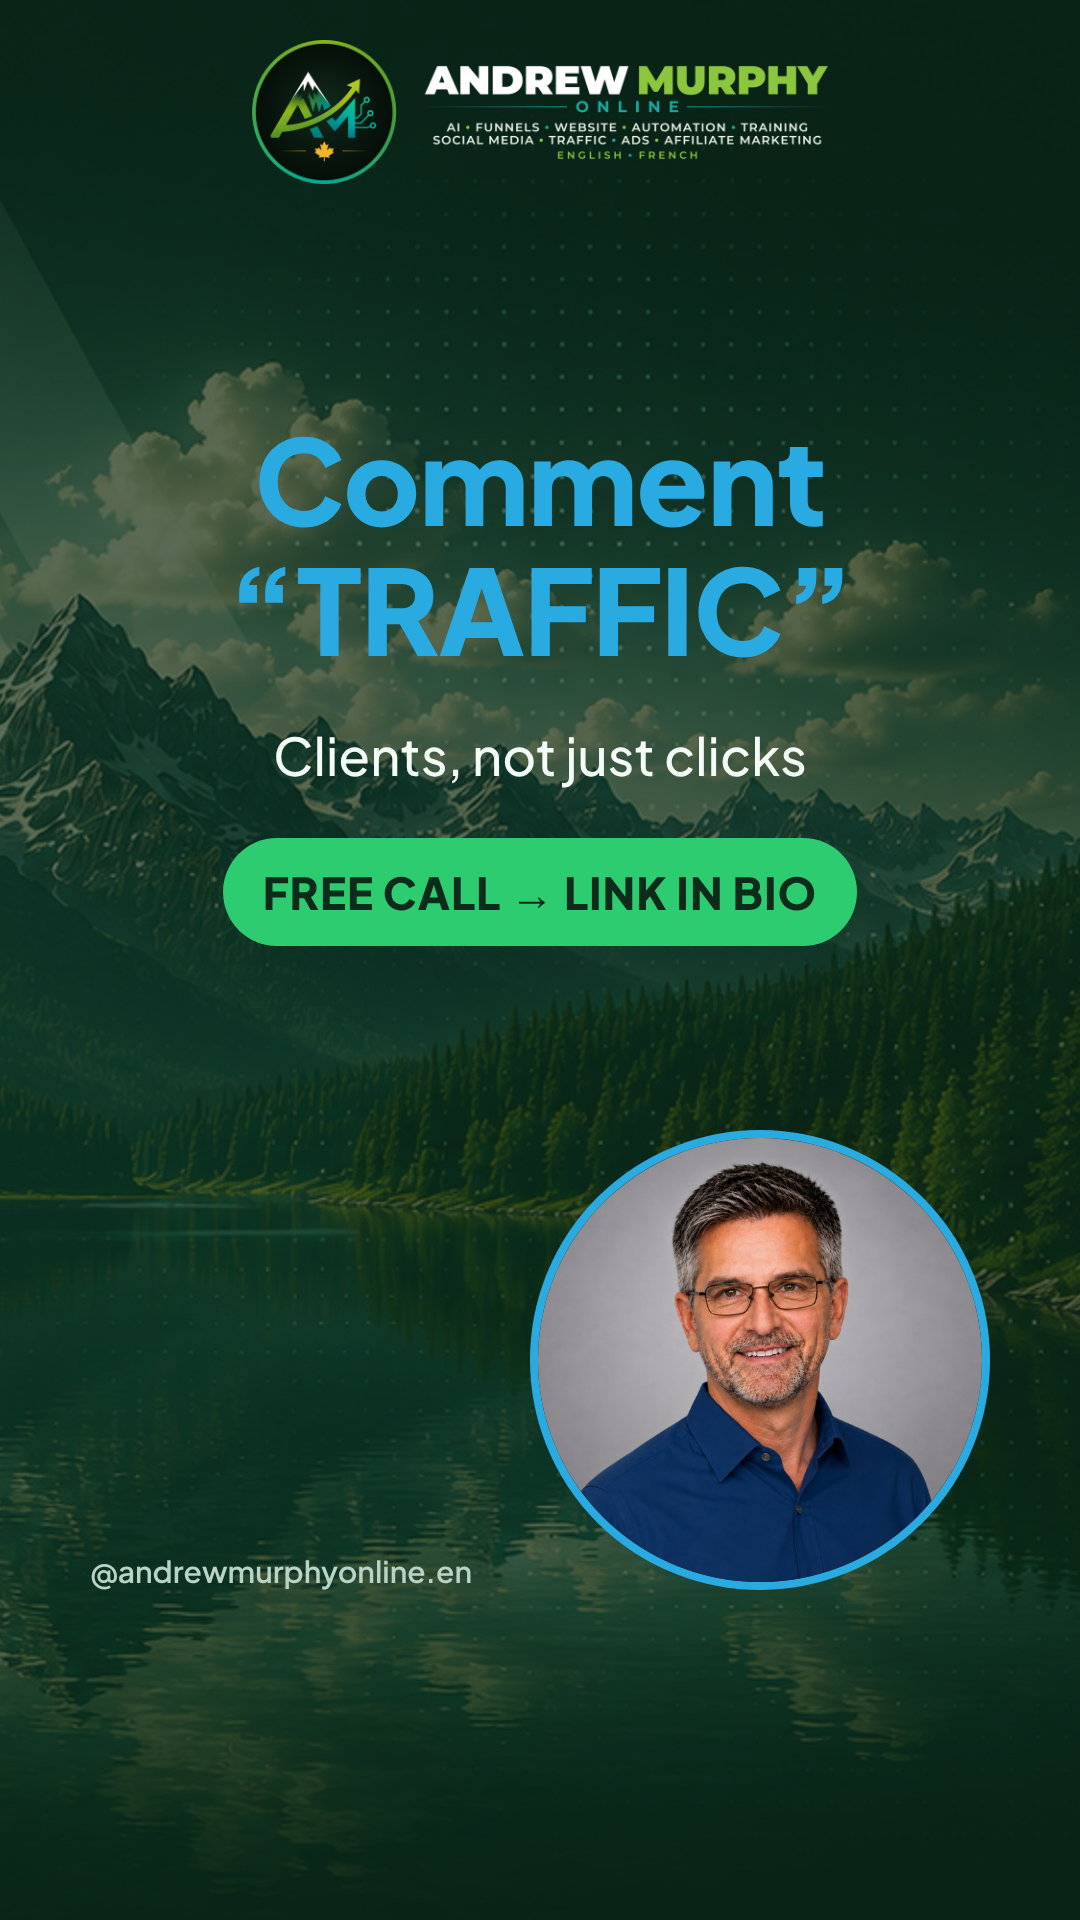 ANDREW MURPHY
ONLINE
AI • FUNNELS • WEBSITE • AUTOMATION • TRAINING
SOCIAL MEDIA • TRAFFIC • ADS • AFFILIATE MARKETING
ENGLISH • FRENCH
Comment
“TRAFFIC”
Clients, not just clicks
FREE CALL → LINK IN BIO
@andrewmurphyonline.en